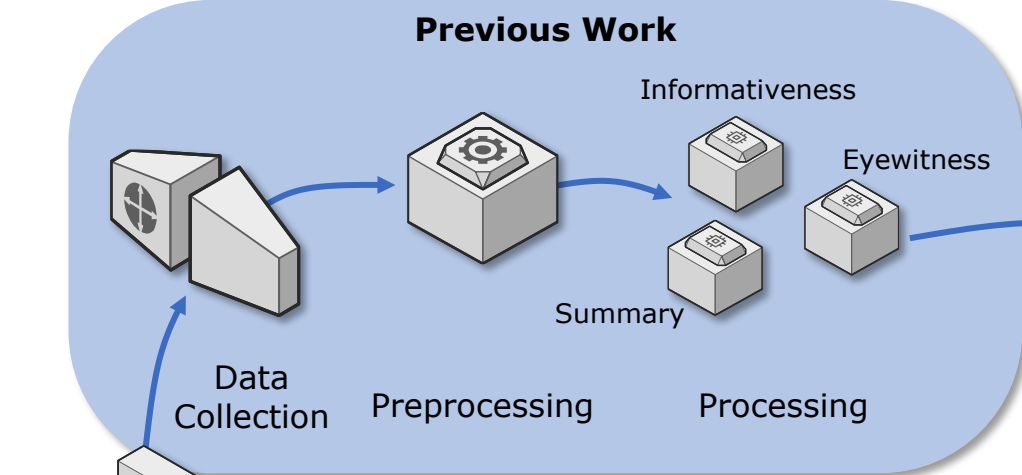 Previous Work
Informativeness
Eyewitness
Summary
Data
Collection
Preprocessing
Processing